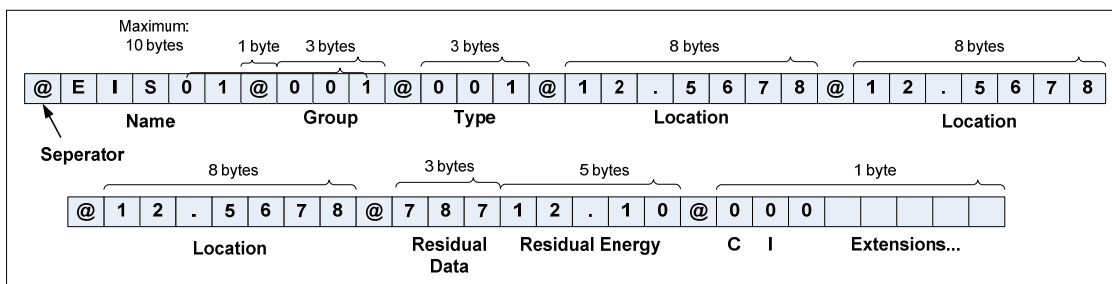 Maximum:
10 bytes 1 byte 3 bytes 3 bytes 8 bytes 8 bytes
@ E I S 0 1 @ 0 0 1 @ 0 0 1 @ 1 2 . 5 6 7 8 @ 1 2 . 5 6 7 8
Name Group Type Location Location
Seperator
8 bytes 3 bytes 5 bytes 1 byte
@ 1 2 . 5 6 7 8 @ 7 8 7 1 2 . 1 0 @ 0 0 0
Location Residual Data Residual Energy C I Extensions...